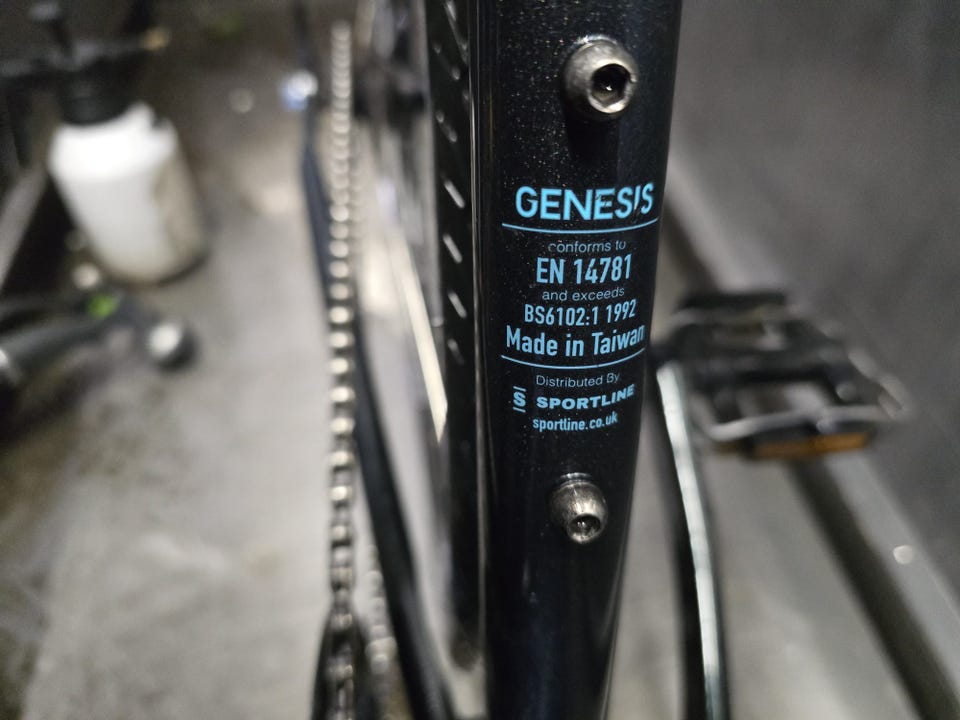 GENESIS
conforms to
EN 14781
and exceeds
BS6102:1 1992
Made in Taiwan
Distributed By
S SPORTLINE
sportline.co.uk